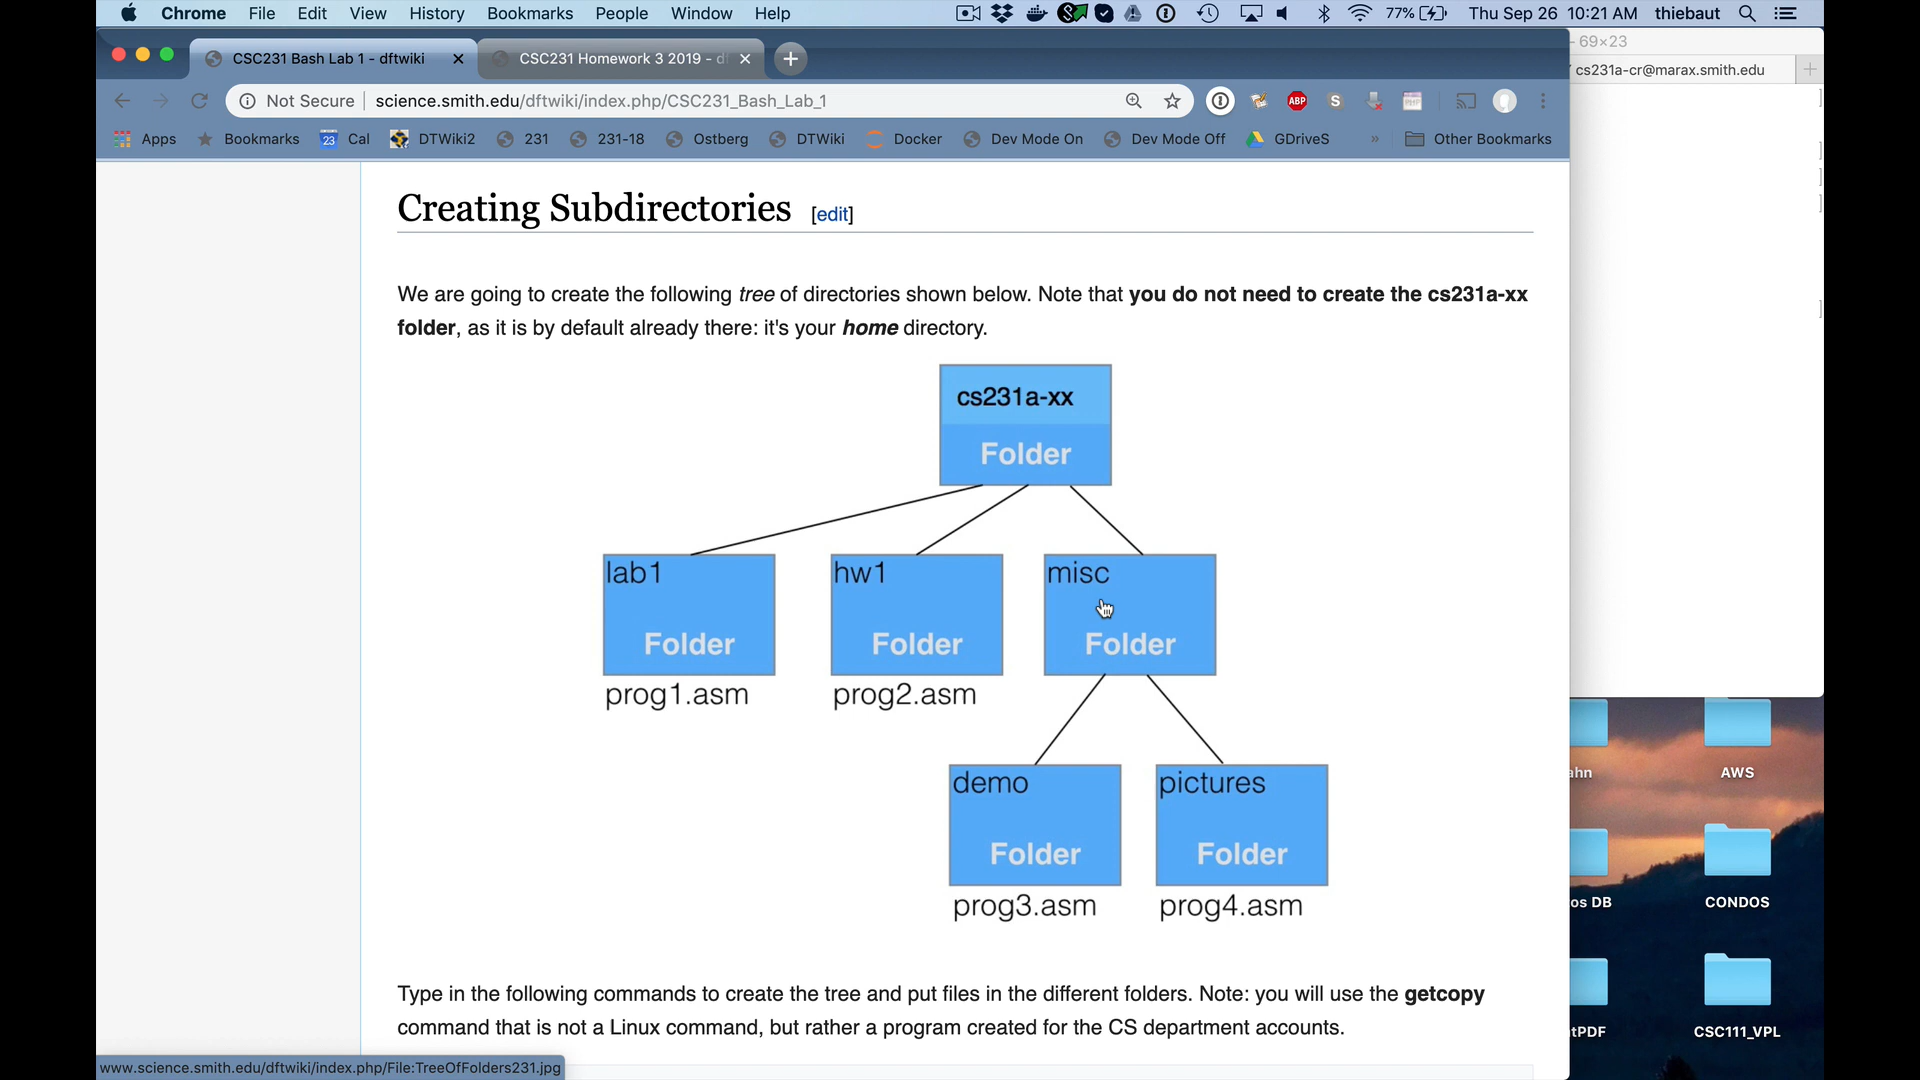 Chrome File Edit View History Bookmarks People Window Help 77% Thu Sep 26 10:21 AM thiebaut
69×23
CSC231 Bash Lab 1 - dftwiki
CSC231 Homework 3 2019 - df
cs231a-cr@marax.smith.edu
Not Secure science.smith.edu/dftwiki/index.php/CSC231_Bash_Lab_1
ABP
S
PHP
Apps Bookmarks 23 Cal DTWiki2 231 231-18 Ostberg DTWiki Docker Dev Mode On Dev Mode Off GDriveS » Other Bookmarks
Creating Subdirectories [edit]
We are going to create the following tree of directories shown below. Note that you do not need to create the cs231a-xx
folder, as it is by default already there: it's your home directory.
cs231a-xx
Folder
lab1
Folder
prog1.asm
hw1
Folder
prog2.asm
misc
Folder
demo
Folder
prog3.asm
pictures
Folder
prog4.asm
Type in the following commands to create the tree and put files in the different folders. Note: you will use the getcopy
command that is not a Linux command, but rather a program created for the CS department accounts.
ahn
AWS
os DB
CONDOS
tPDF
CSC111_VPL
www.science.smith.edu/dftwiki/index.php/File:TreeOfFolders231.jpg